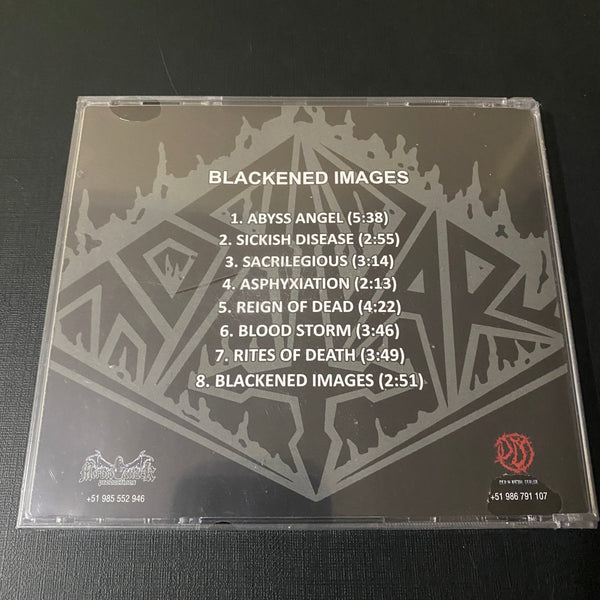 BLACKENED IMAGES
1. ABYSS ANGEL (5:38)
2. SICKISH DISEASE (2:55)
3. SACRILEGIOUS (3:14)
4. ASPHYXIATION (2:13)
5. REIGN OF DEAD (4:22)
6. BLOOD STORM (3:46)
7. RITES OF DEATH (3:49)
8. BLACKENED IMAGES (2:51)
PRODUCTIONS
+51 985 552 946
+51 986 791 107